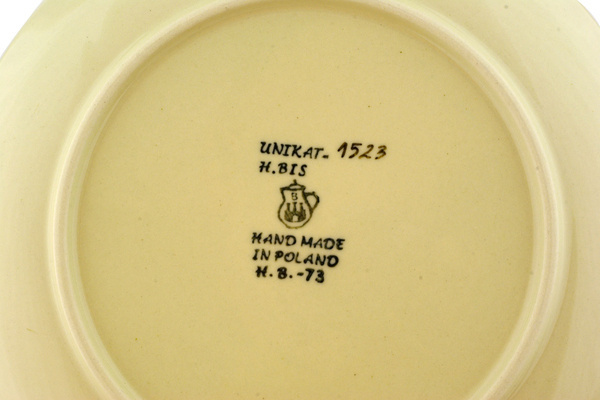 UNIKAT- 1523
H.BIS
B
HAND MADE
IN POLAND
H. B. -73